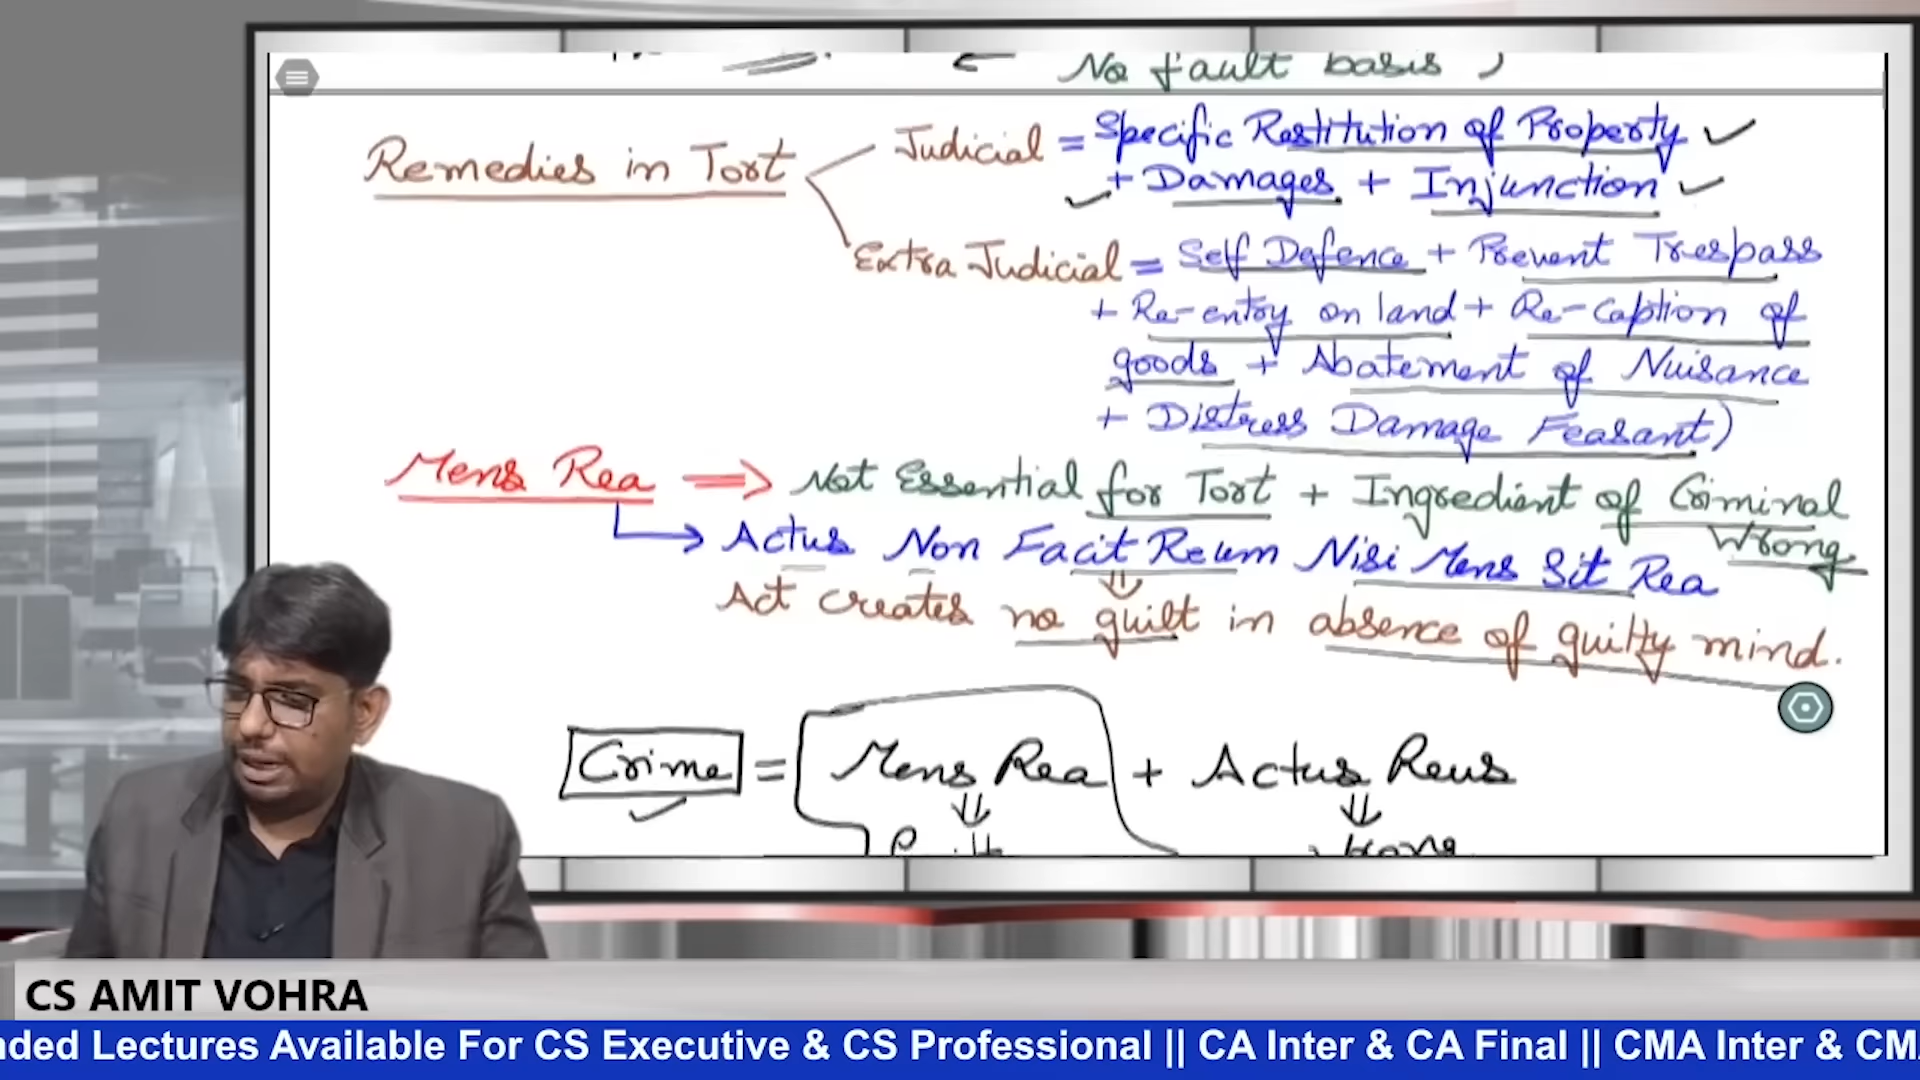 No fault basis )
Remedies in Tort
Judicial = Specific Restitution of Property ✓
✓ + Damages + Injunction ✓
Extra Judicial = Self Defence + Prevent Trespass
+ Re-entry on land + Re-Caption of
goods + Abatement of Nuisance
+ Distress Damage Feasant)
Mens Rea ⇒ Not Essential for Tort + Ingredient of Criminal
Wrong
→ Actus Non Facit Reum Nisi Mens Sit Rea
⇓
Act creates no guilt in absence of guilty mind.
Crime = Mens Rea + Actus Reus
✓ ⇓ ⇓
CS AMIT VOHRA
nded Lectures Available For CS Executive & CS Professional || CA Inter & CA Final || CMA Inter & CM